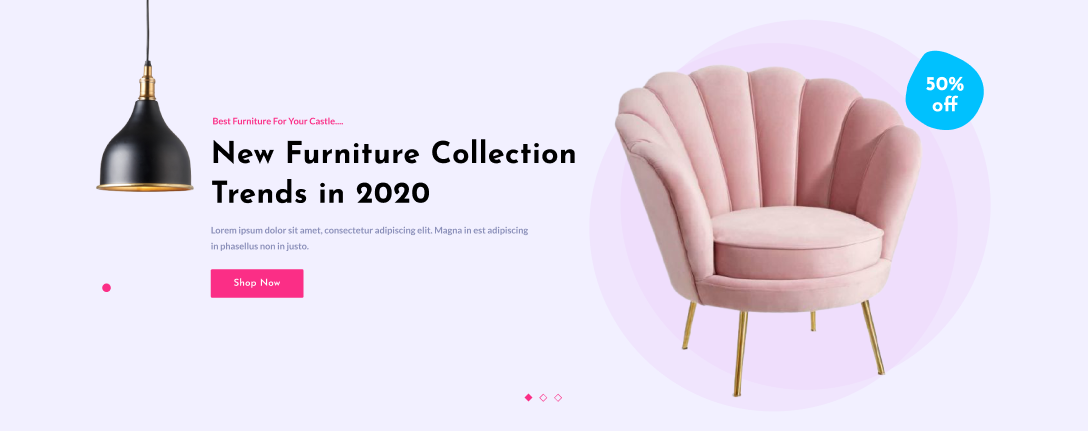 Best Furniture For Your Castle....
New Furniture Collection
Trends in 2020
Lorem ipsum dolor sit amet, consectetur adipiscing elit. Magna in est adipiscing
in phasellus non in justo.
Shop Now
50%
off